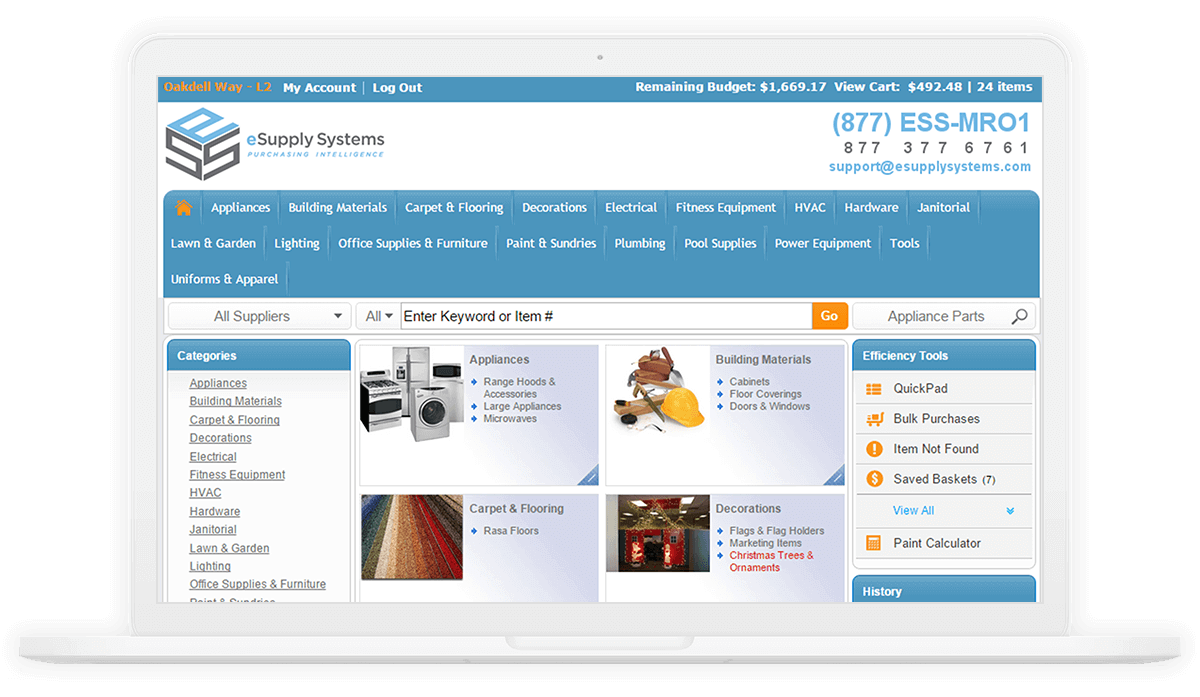 Oakdell Way - L2 My Account | Log Out Remaining Budget: $1,669.17 View Cart: $492.48 | 24 items
ess
eSupply Systems
PURCHASING INTELLIGENCE
(877) ESS-MRO1
877 377 6761
support@esupplysystems.com
Appliances Building Materials Carpet & Flooring Decorations Electrical Fitness Equipment HVAC Hardware Janitorial
Lawn & Garden Lighting Office Supplies & Furniture Paint & Sundries Plumbing Pool Supplies Power Equipment Tools
Uniforms & Apparel
All Suppliers All Enter Keyword or Item # Go Appliance Parts
Categories
Appliances
Building Materials
Carpet & Flooring
Decorations
Electrical
Fitness Equipment
HVAC
Hardware
Janitorial
Lawn & Garden
Lighting
Office Supplies & Furniture
Paint & Sundries
Appliances
Range Hoods &
Accessories
Large Appliances
Microwaves
Building Materials
Cabinets
Floor Coverings
Doors & Windows
Carpet & Flooring
Rasa Floors
Decorations
Flags & Flag Holders
Marketing Items
Christmas Trees &
Ornaments
Efficiency Tools
QuickPad
Bulk Purchases
Item Not Found
Saved Baskets (7)
View All
Paint Calculator
History